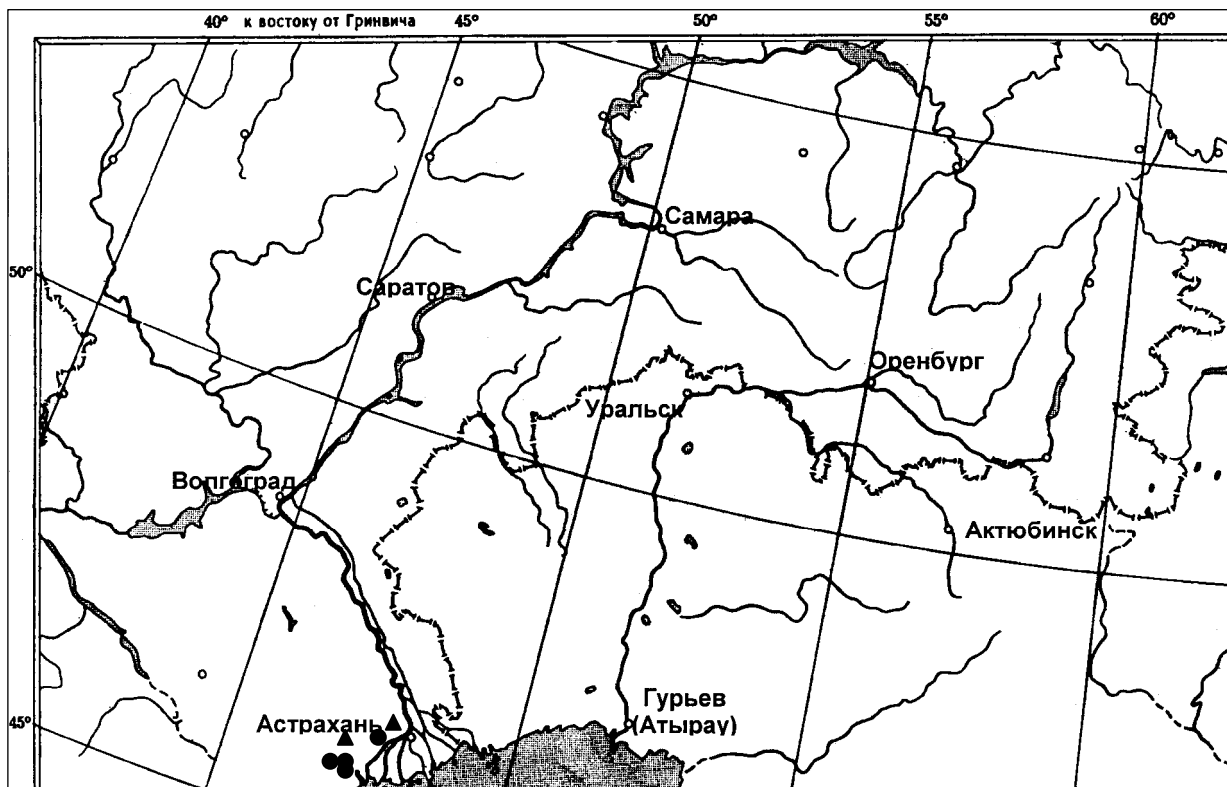 40° к востоку от Гринвича 45° 50° 55° 60°
Самара
50°
Саратов
Оренбург
Уральск
Волгоград
Актюбинск
45°
Астрахань
Гурьев
(Атырау)